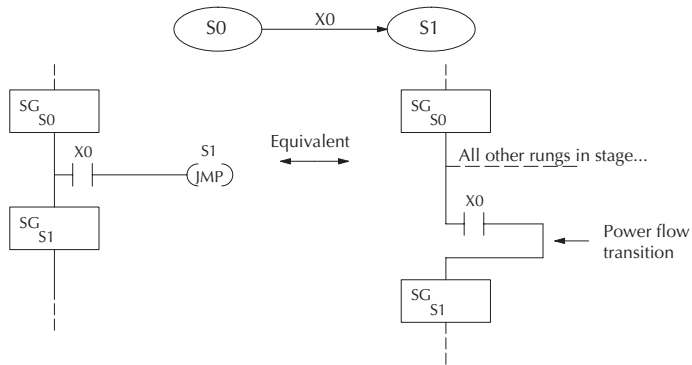 S0
X0
S1
SG
S0
X0
S1
JMP
SG
S1
Equivalent
SG
S0
All other rungs in stage...
X0
Power flow
transition
SG
S1